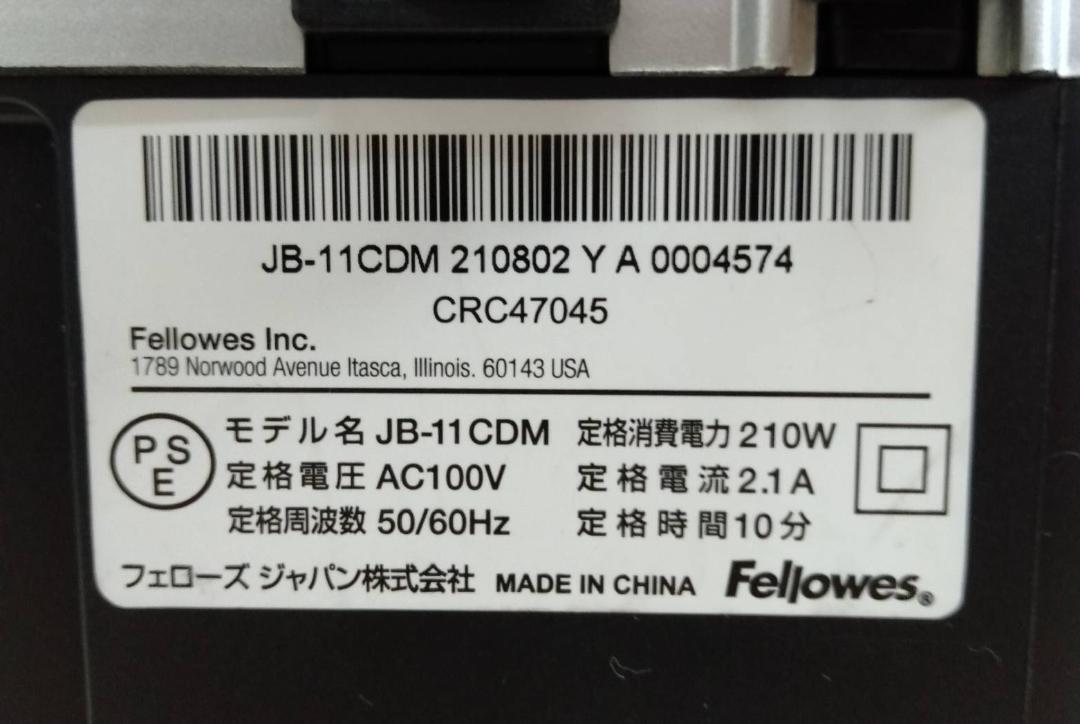 JB-11CDM 210802 Y A 0004574
CRC47045
Fellowes Inc.
1789 Norwood Avenue Itasca, Illinois. 60143 USA
PSE
モデル名 JB-11CDM 定格消費電力 210W
定格電圧 AC100V 定格電流 2.1A
定格周波数 50/60Hz 定格時間 10分
フェローズ ジャパン株式会社 MADE IN CHINA Fellowes®